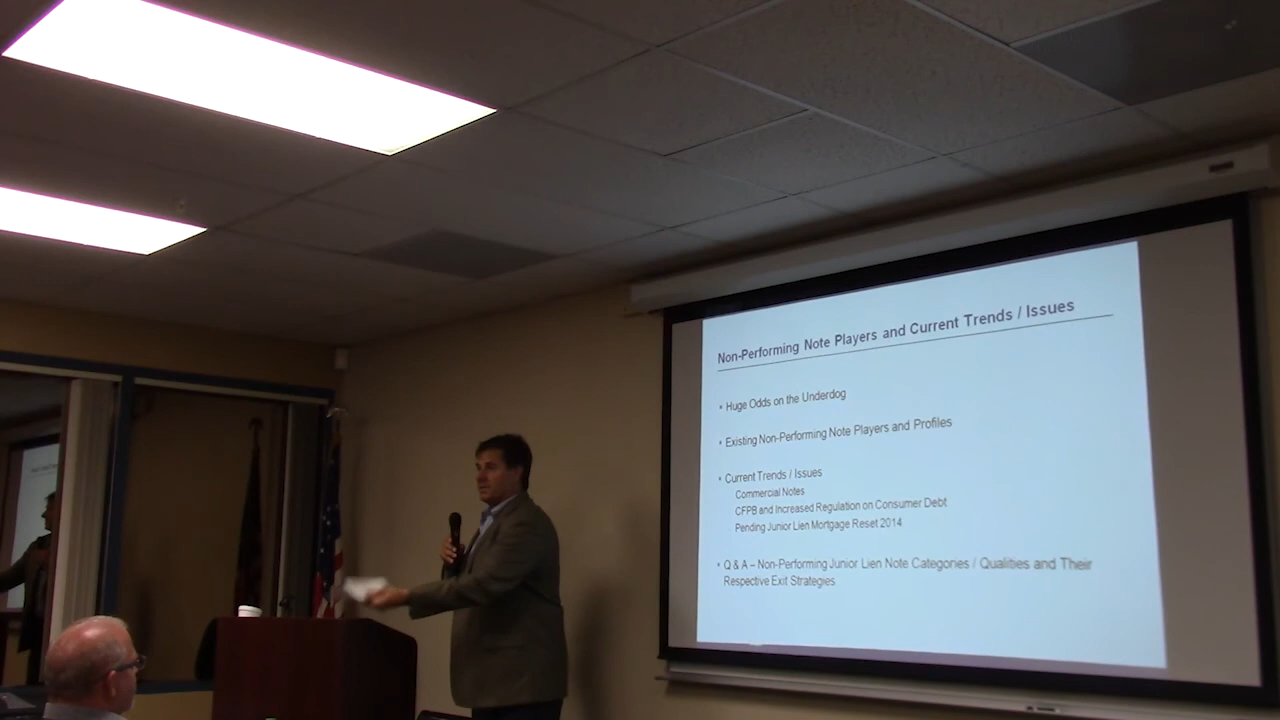 Non-Performing Note Players and Current Trends / Issues
• Huge Odds on the Underdog
• Existing Non-Performing Note Players and Profiles
• Current Trends / Issues
Commercial Notes
CFPB and Increased Regulation on Consumer Debt
Pending Junior Lien Mortgage Reset 2014
• Q & A – Non-Performing Junior Lien Note Categories / Qualities and Their
Respective Exit Strategies